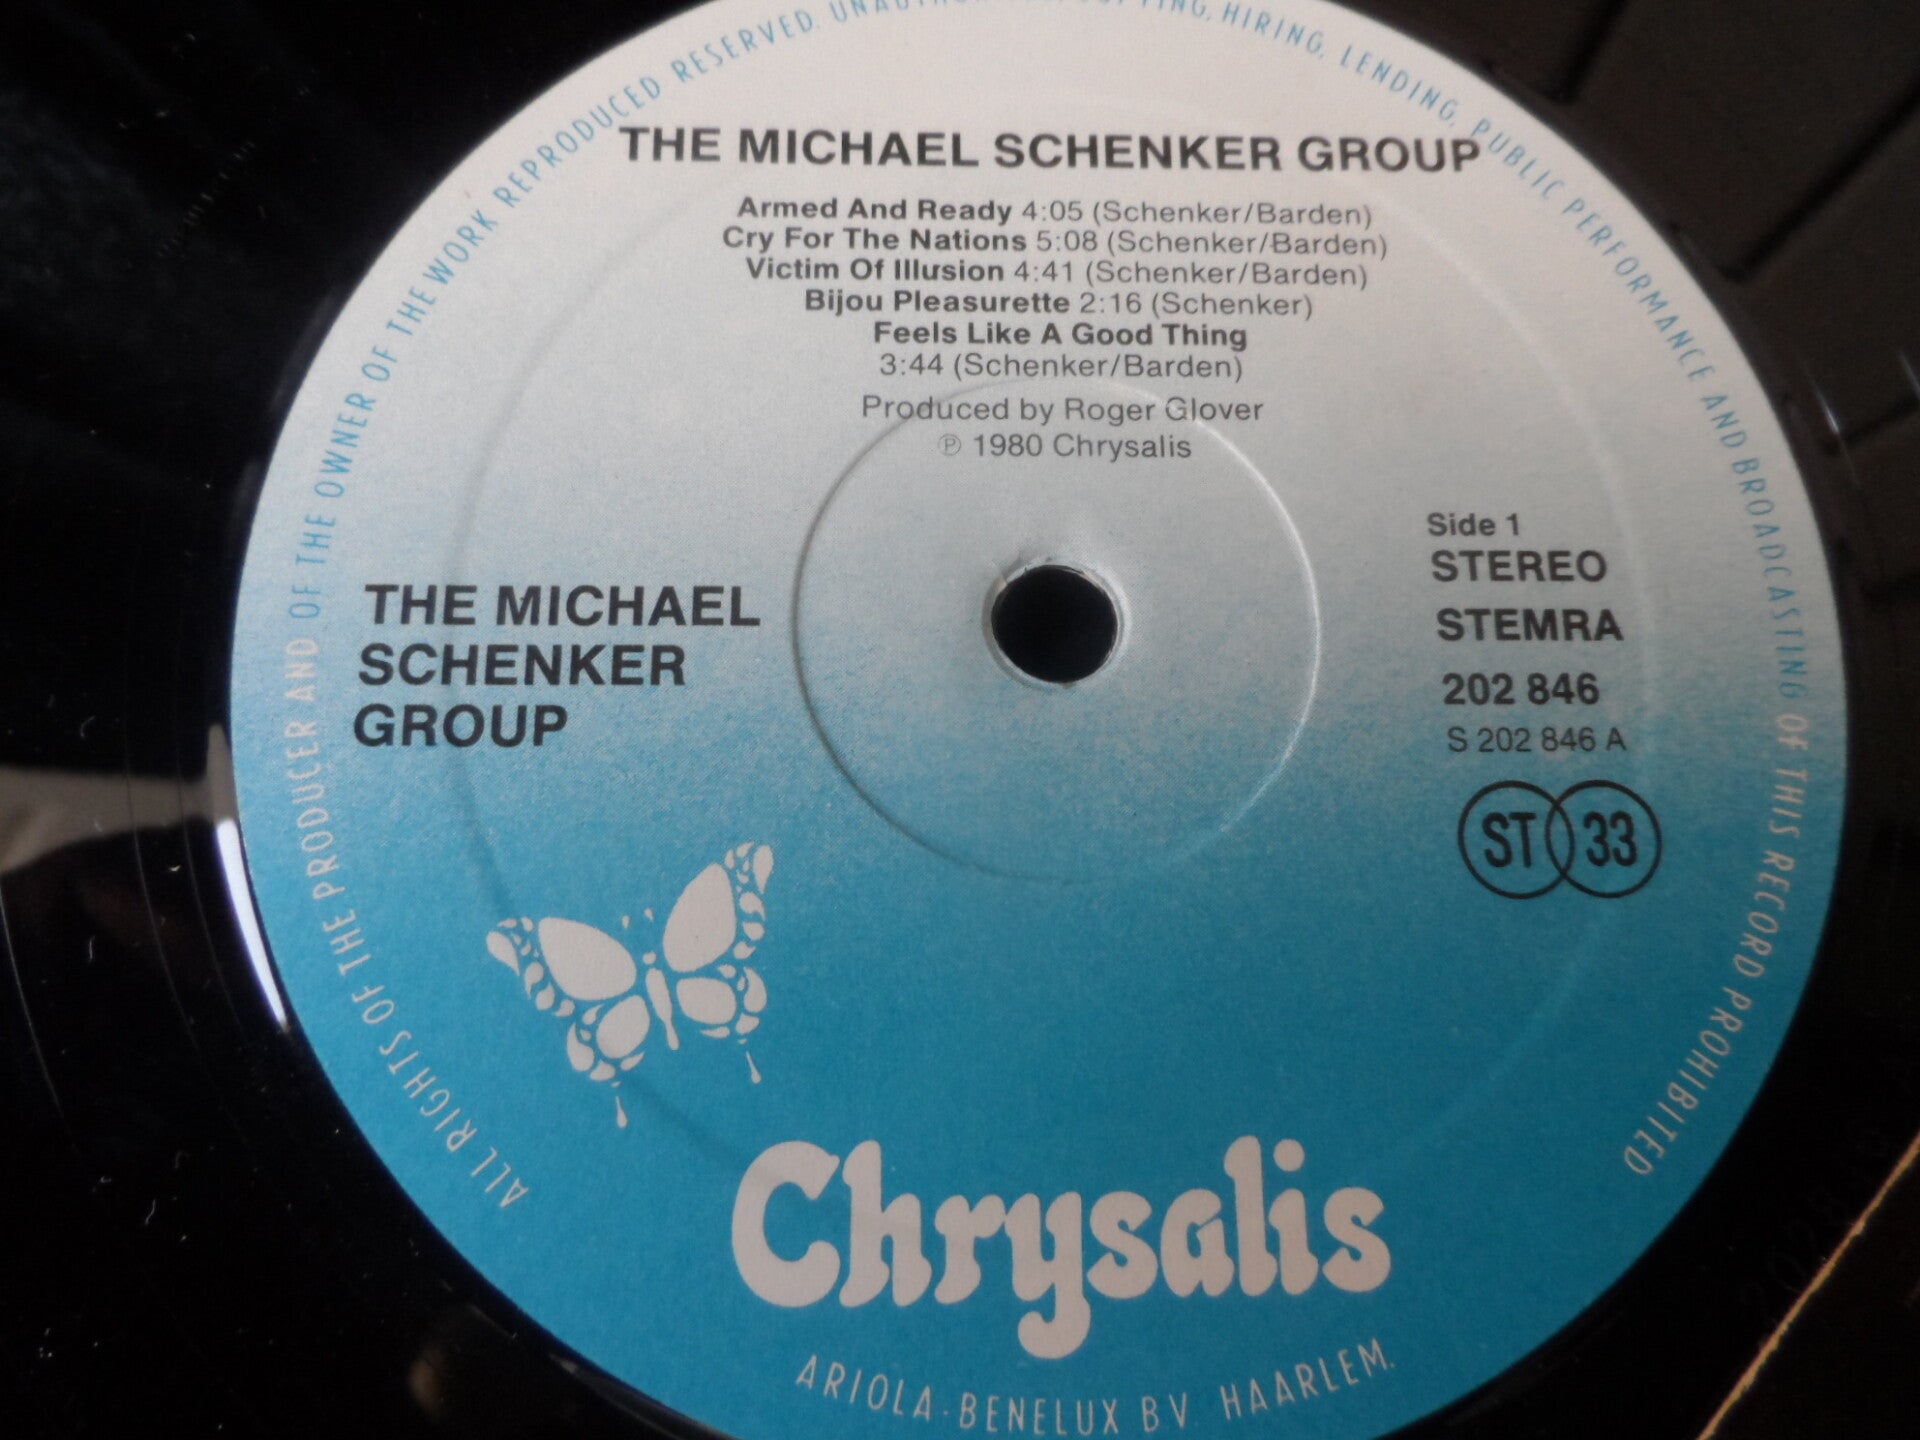 THE MICHAEL SCHENKER GROUP
Armed And Ready 4:05 (Schenker/Barden)
Cry For The Nations 5:08 (Schenker/Barden)
Victim Of Illusion 4:41 (Schenker/Barden)
Bijou Pleasurette 2:16 (Schenker)
Feels Like A Good Thing
3:44 (Schenker/Barden)
Produced by Roger Glover
℗ 1980 Chrysalis
THE MICHAEL
SCHENKER
GROUP
Side 1
STEREO
STEMRA
202 846
S 202 846 A
ST 33
Chrysalis
ARIOLA-BENELUX B.V. HAARLEM.
ALL RIGHTS OF THE PRODUCER AND OF THE OWNER OF THE WORK REPRODUCED RESERVED. HIRING, LENDING, PUBLIC PERFORMANCE AND BROADCASTING OF THIS RECORD PROHIBITED